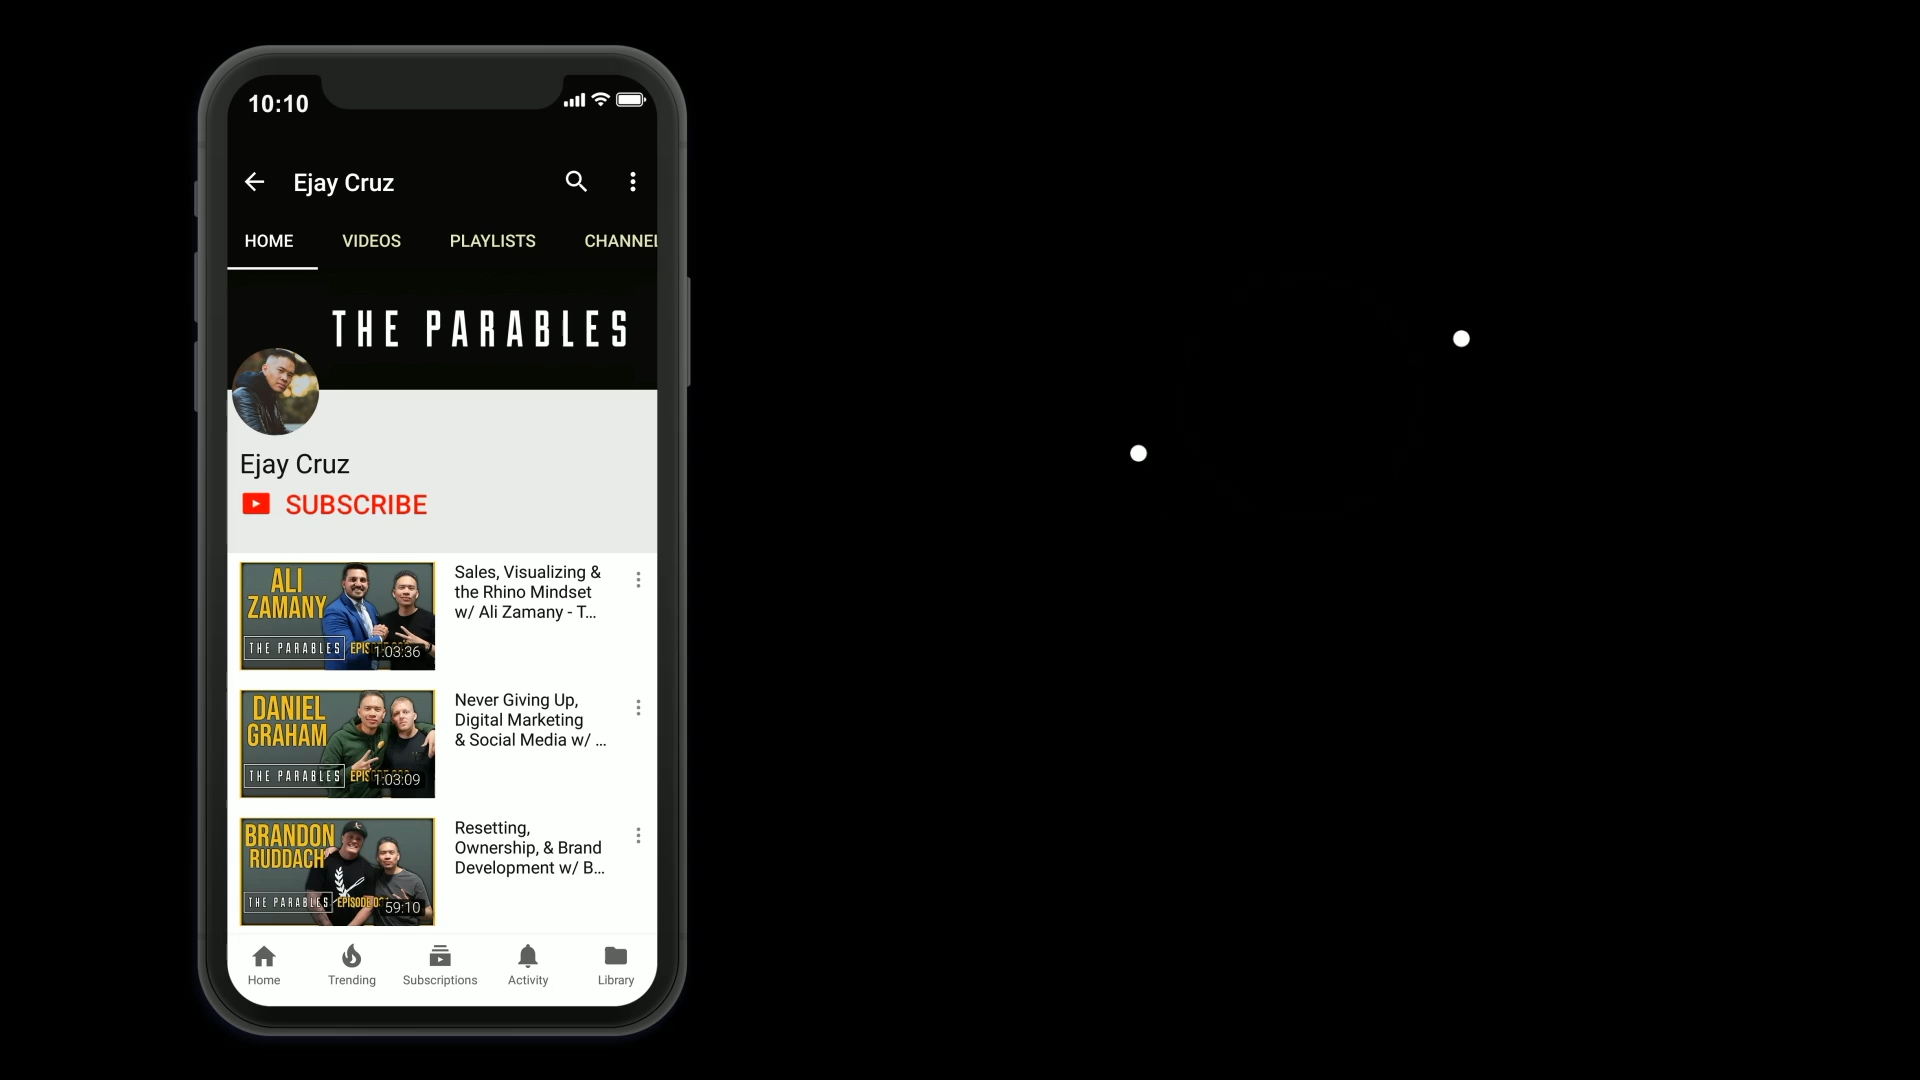 10:10
Ejay Cruz
HOME VIDEOS PLAYLISTS CHANNEL
THE PARABLES
Ejay Cruz
SUBSCRIBE
ALI
ZAMANY
THE PARABLES
1:03:36
Sales, Visualizing &
the Rhino Mindset
w/ Ali Zamany - T...
DANIEL
GRAHAM
THE PARABLES
1:03:09
Never Giving Up,
Digital Marketing
& Social Media w/ ...
BRANDON
RUDDACH
THE PARABLES EPISODE
59:10
Resetting,
Ownership, & Brand
Development w/ B...
Home Trending Subscriptions Activity Library